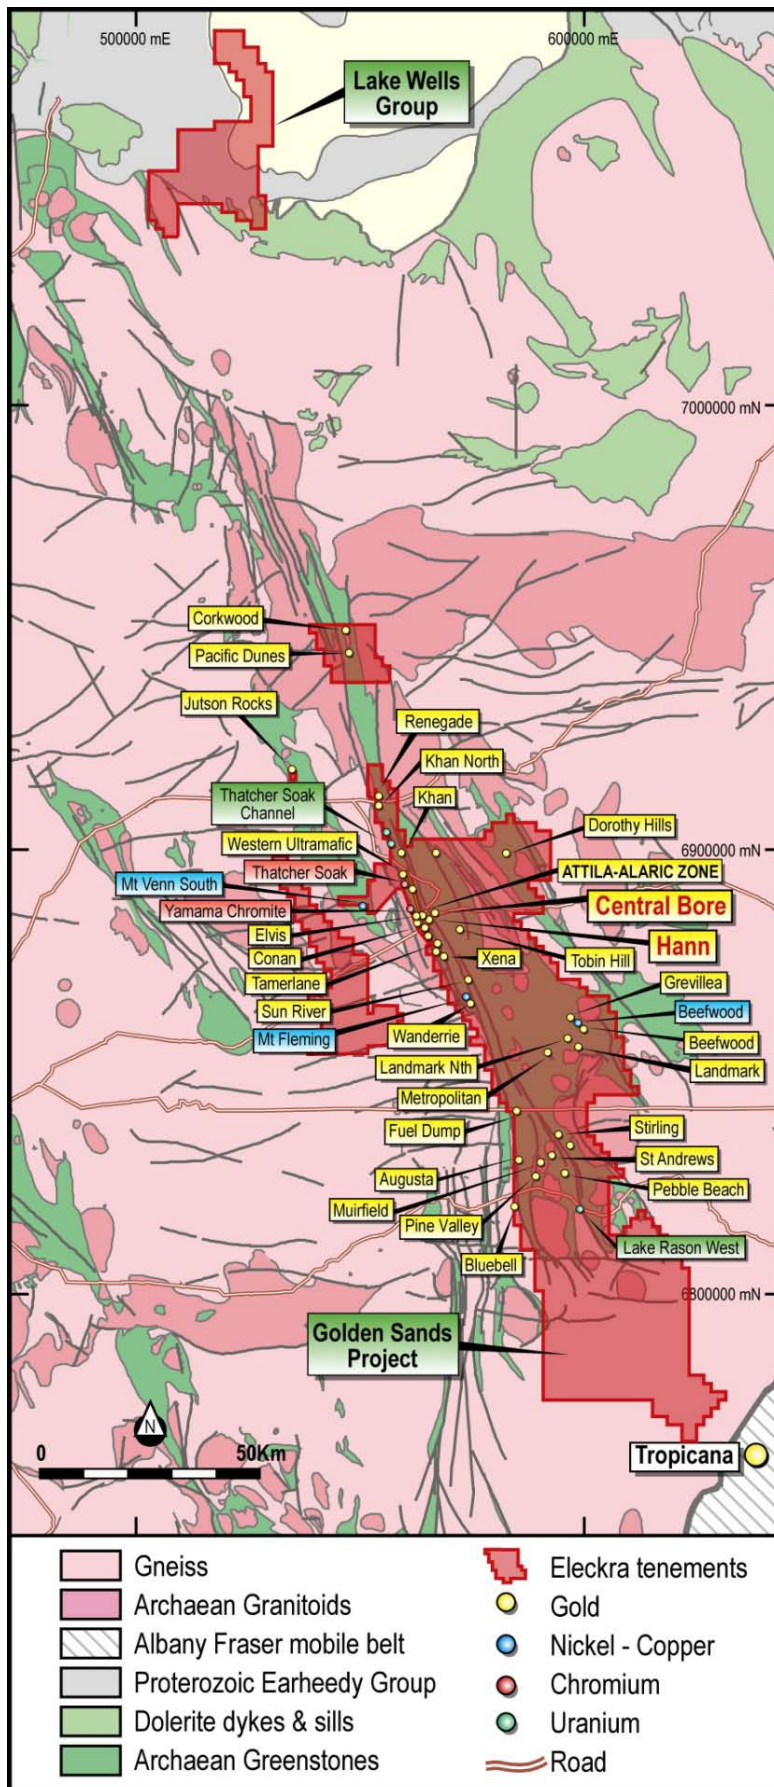 500000 mE
600000 mE
Lake Wells
Group
7000000 mN
Corkwood
Pacific Dunes
Jutson Rocks
Renegade
Khan North
Thatcher Soak
Channel
Khan
Western Ultramafic
Dorothy Hills
6900000 mN
Thatcher Soak
Mt Venn South
ATTILA-ALARIC ZONE
Yamama Chromite
Central Bore
Elvis
Hann
Conan
Xena
Tobin Hill
Tamerlane
Grevillea
Sun River
Beefwood
Mt Fleming
Wanderrie
Beefwood
Landmark Nth
Landmark
Metropolitan
Fuel Dump
Stirling
St Andrews
Augusta
Pebble Beach
Muirfield
Pine Valley
Lake Rason West
Bluebell
6800000 mN
Golden Sands
Project
N
0
50Km
Tropicana
Gneiss
Archaean Granitoids
Albany Fraser mobile belt
Proterozoic Earheedy Group
Dolerite dykes & sills
Archaean Greenstones
Eleckra tenements
Gold
Nickel - Copper
Chromium
Uranium
Road